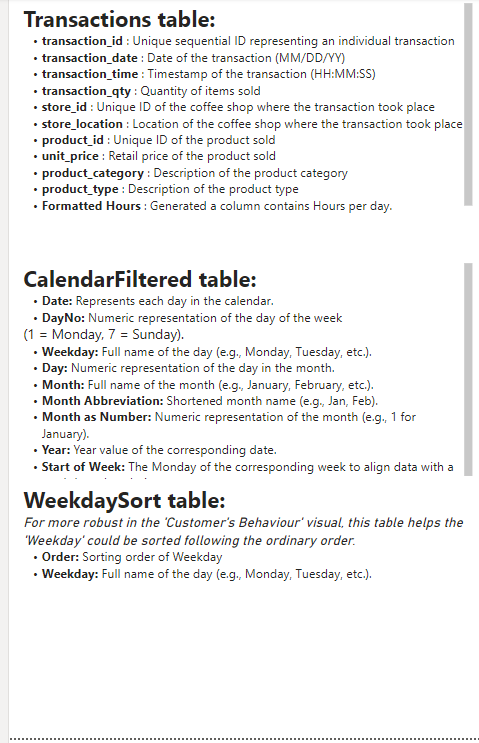 Transactions table:
• transaction_id : Unique sequential ID representing an individual transaction
• transaction_date : Date of the transaction (MM/DD/YY)
• transaction_time : Timestamp of the transaction (HH:MM:SS)
• transaction_qty : Quantity of items sold
• store_id : Unique ID of the coffee shop where the transaction took place
• store_location : Location of the coffee shop where the transaction took place
• product_id : Unique ID of the product sold
• unit_price : Retail price of the product sold
• product_category : Description of the product category
• product_type : Description of the product type
• Formatted Hours : Generated a column contains Hours per day.
CalendarFiltered table:
• Date: Represents each day in the calendar.
• DayNo: Numeric representation of the day of the week
(1 = Monday, 7 = Sunday).
• Weekday: Full name of the day (e.g., Monday, Tuesday, etc.).
• Day: Numeric representation of the day in the month.
• Month: Full name of the month (e.g., January, February, etc.).
• Month Abbreviation: Shortened month name (e.g., Jan, Feb).
• Month as Number: Numeric representation of the month (e.g., 1 for
January).
• Year: Year value of the corresponding date.
• Start of Week: The Monday of the corresponding week to align data with a
WeekdaySort table:
For more robust in the 'Customer's Behaviour' visual, this table helps the
'Weekday' could be sorted following the ordinary order.
• Order: Sorting order of Weekday
• Weekday: Full name of the day (e.g., Monday, Tuesday, etc.).